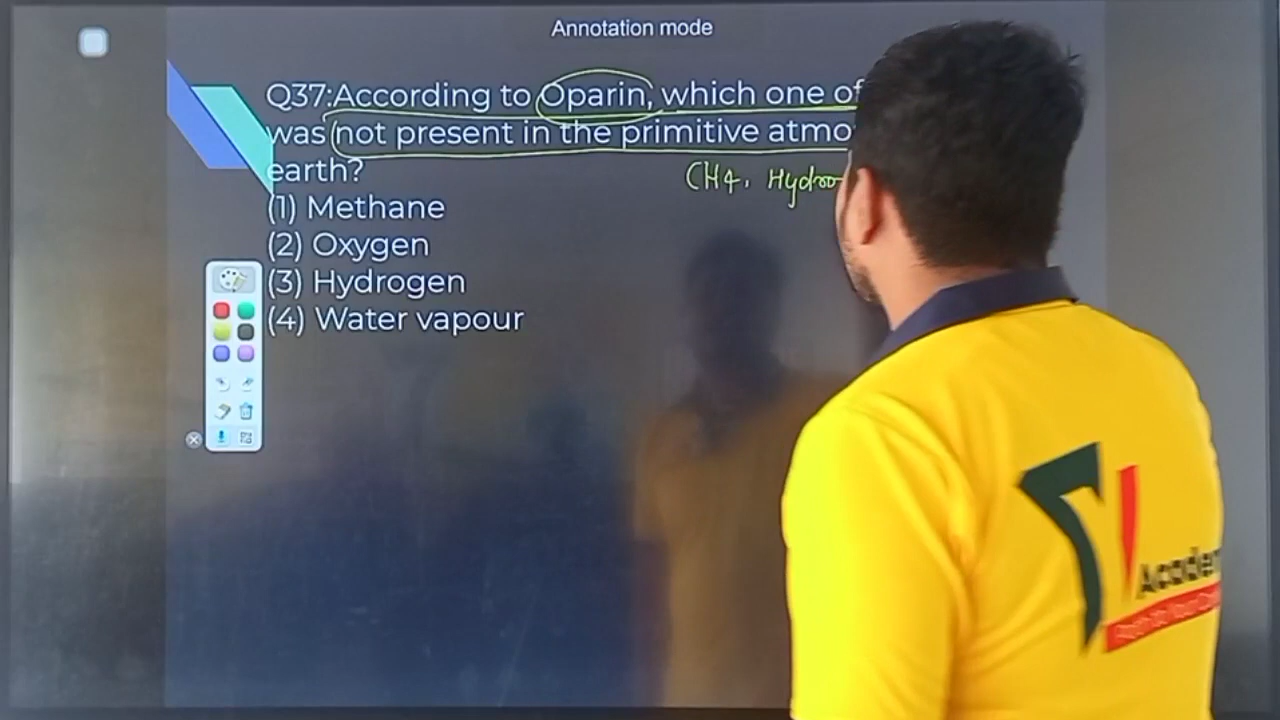 Annotation mode
Q37:According to Oparin, which one of
was not present in the primitive atmo
earth?
CH4, Hydro
(1) Methane
(2) Oxygen
(3) Hydrogen
(4) Water vapour
Academ